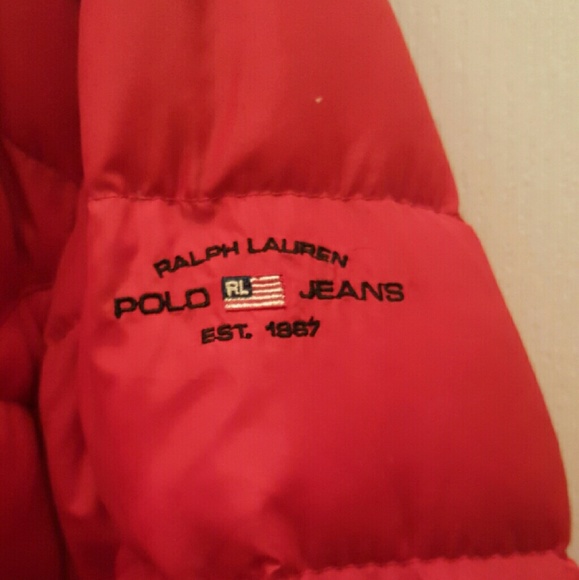 RALPH LAUREN
POLO RL JEANS
EST. 1967